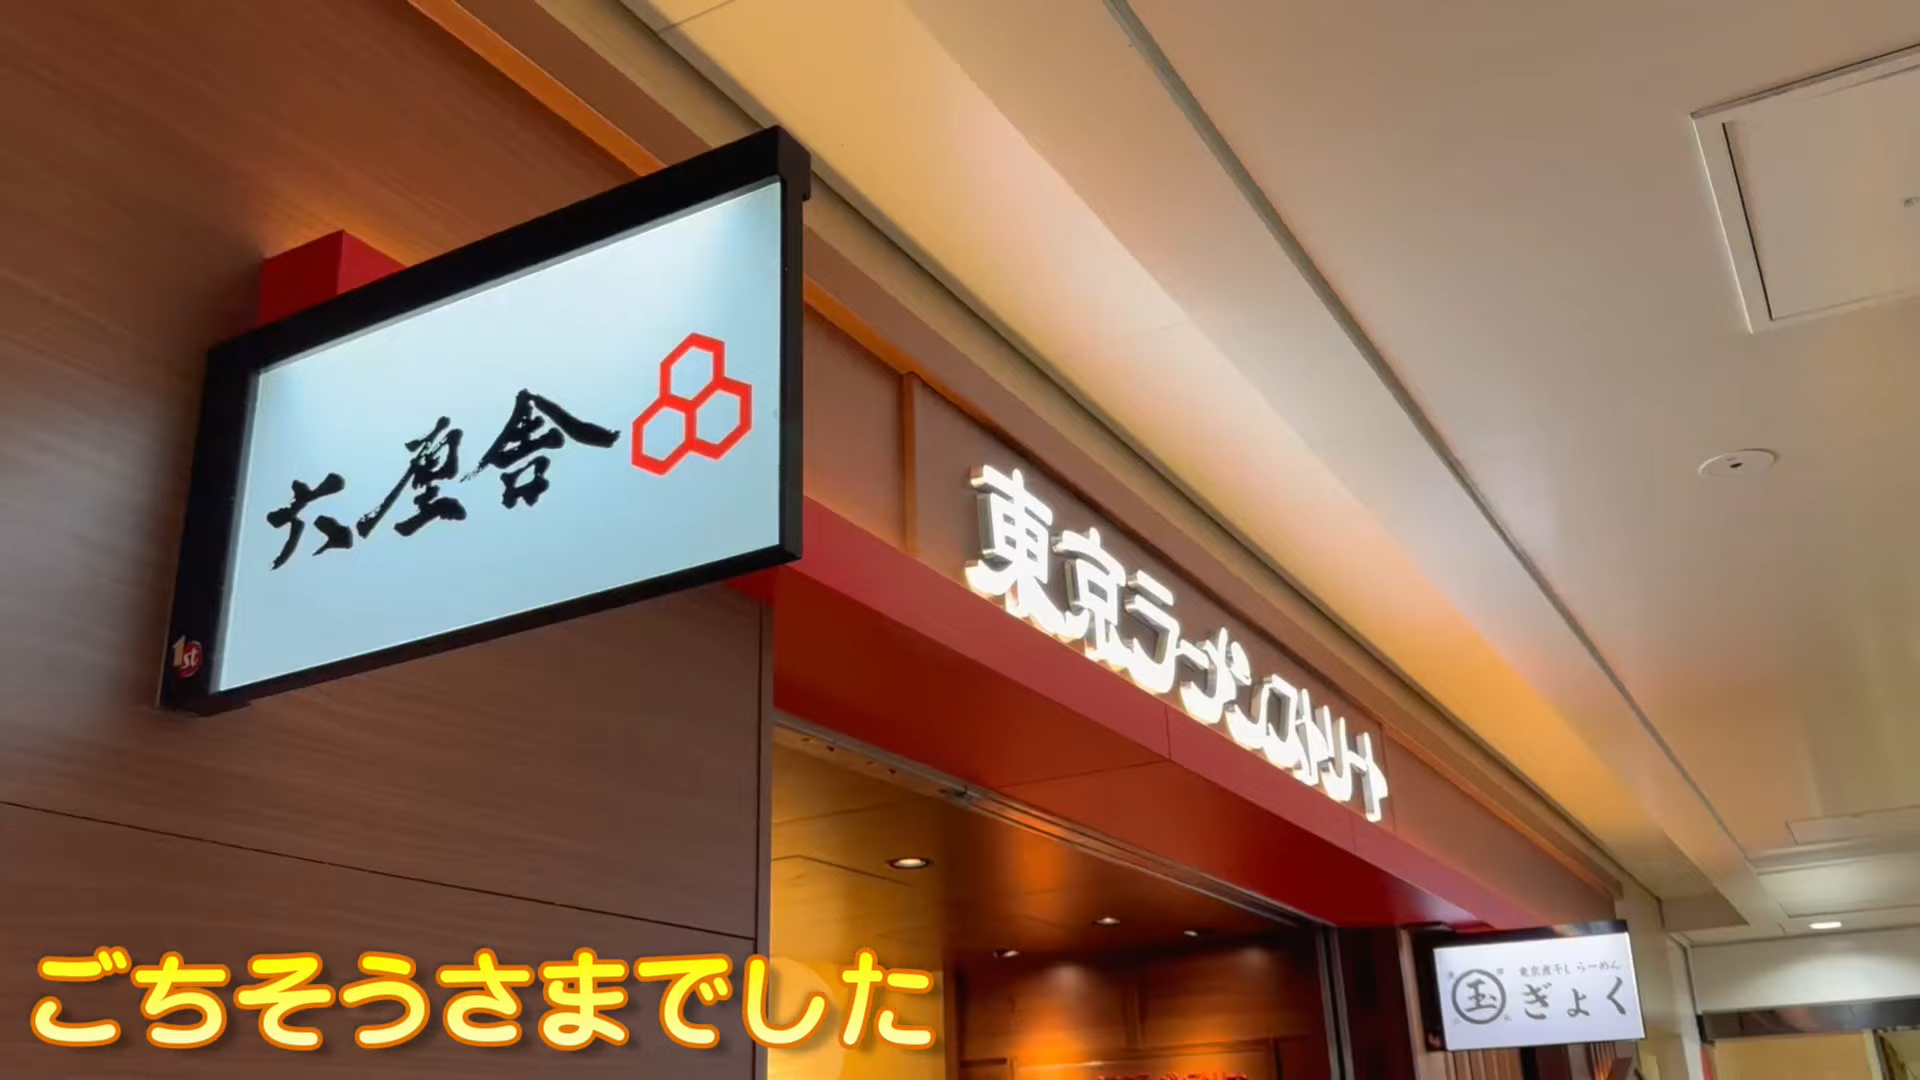 六厘舎
1st
東京ラーメンストリート
東京煮干し らーめん
玉 ぎょく
ごちそうさまでした